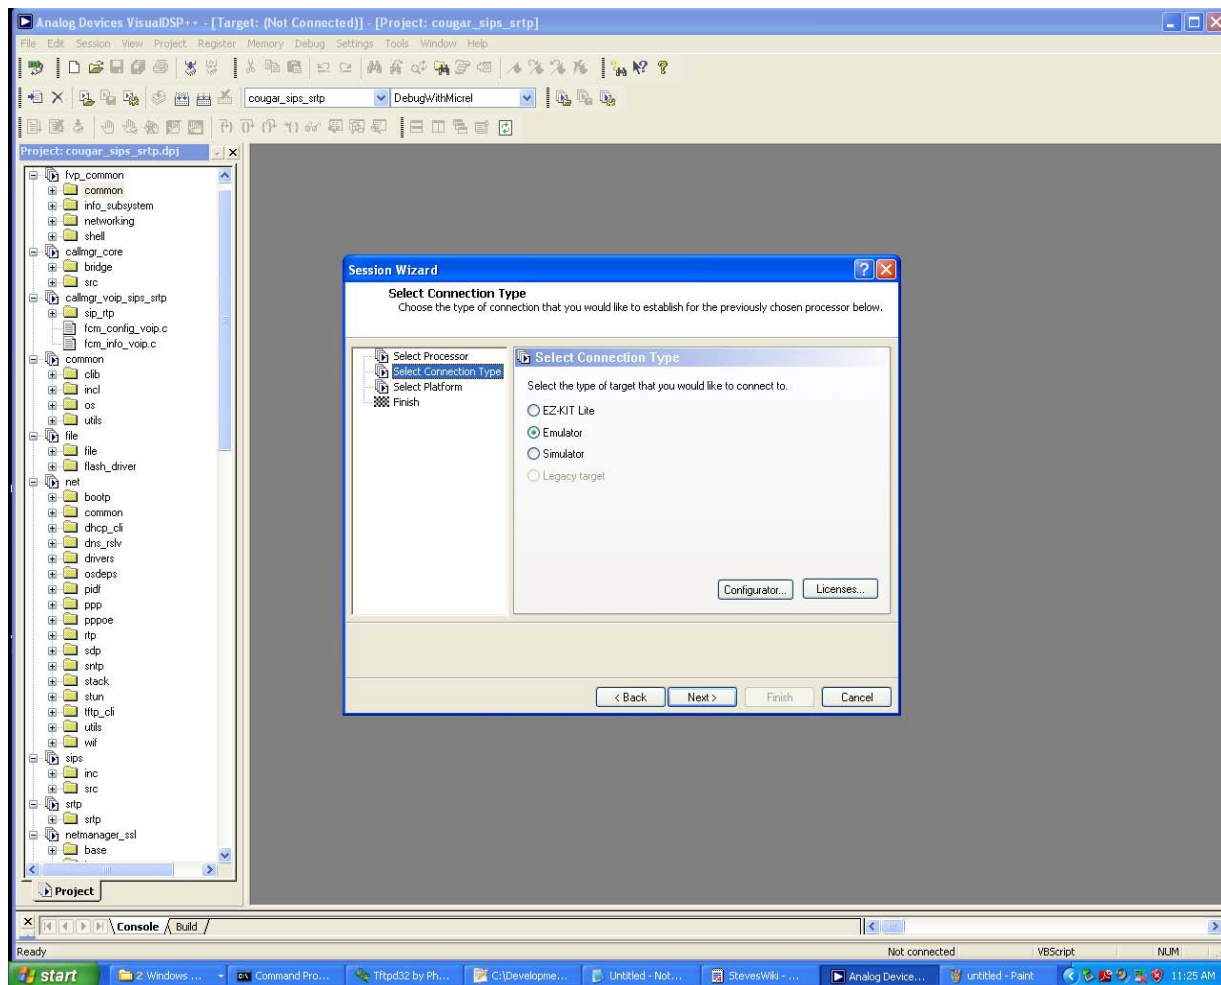 Analog Devices VisualDSP++ - [Target: (Not Connected)] - [Project: cougar_sips_srtp]
File Edit Session View Project Register Memory Debug Settings Tools Window Help
cougar_sips_srtp DebugWithMicrel
Project: cougar_sips_srtp.dpj
fvp_common
common
info_subsystem
networking
shell
callmgr_core
bridge
src
callmgr_voip_sips_srtp
sip_rtp
fcm_config_voip.c
fcm_info_voip.c
common
clib
incl
os
utils
file
file
flash_driver
net
bootp
common
dhcp_cli
dns_rslv
drivers
osdeps
pidf
ppp
pppoe
rtp
sdp
sntp
stack
stun
tftp_cli
utils
wif
sips
inc
src
srtp
srtp
netmanager_ssl
base
Project
Session Wizard
Select Connection Type
Choose the type of connection that you would like to establish for the previously chosen processor below.
Select Processor
Select Connection Type
Select Platform
Finish
Select Connection Type
Select the type of target that you would like to connect to.
EZ-KIT Lite
Emulator
Simulator
Legacy target
Configurator... Licenses...
< Back Next > Finish Cancel
Console Build
Ready Not connected VBScript NUM
start 2 Windows ... Command Pro... Tftpd32 by Ph... C:\Developme... Untitled - Not... StevesWiki - ... Analog Device... untitled - Paint 11:25 AM